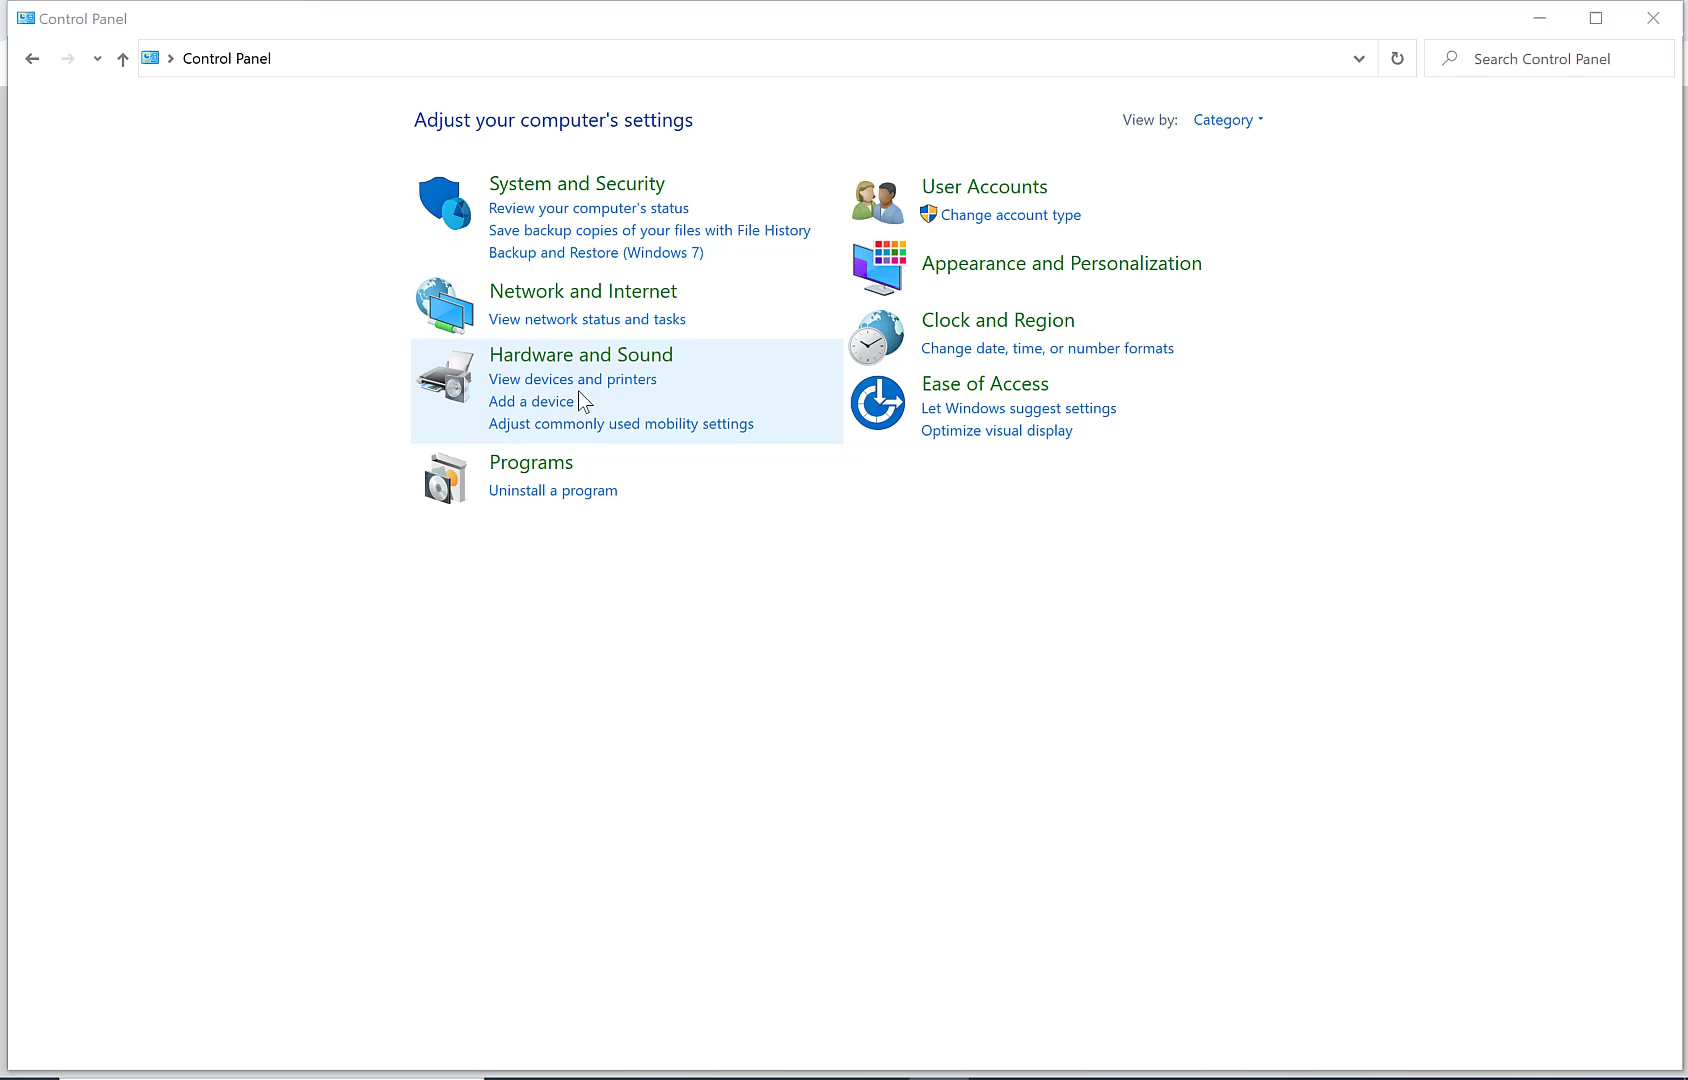 Control Panel
Control Panel
Search Control Panel
Adjust your computer's settings
View by:
Category
System and Security
Review your computer's status
Save backup copies of your files with File History
Backup and Restore (Windows 7)
Network and Internet
View network status and tasks
Hardware and Sound
View devices and printers
Add a device
Adjust commonly used mobility settings
Programs
Uninstall a program
User Accounts
Change account type
Appearance and Personalization
Clock and Region
Change date, time, or number formats
Ease of Access
Let Windows suggest settings
Optimize visual display